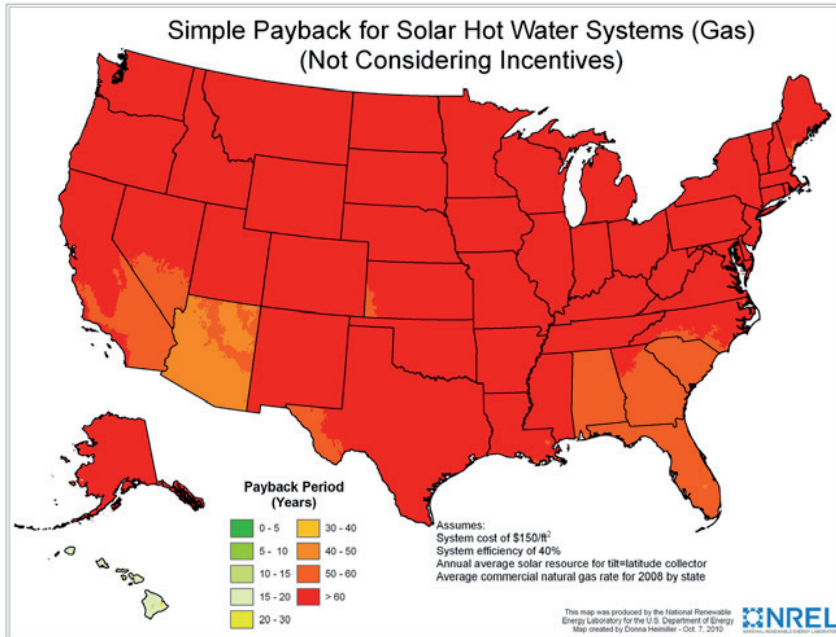 Simple Payback for Solar Hot Water Systems (Gas)
(Not Considering Incentives)
Payback Period
(Years)
0 - 5
5 - 10
10 - 15
15 - 20
20 - 30
30 - 40
40 - 50
50 - 60
> 60
Assumes:
System cost of $150/ft²
System efficiency of 40%
Annual average solar resource for tilt=latitude collector
Average commercial natural gas rate for 2008 by state
This map was produced by the National Renewable
Energy Laboratory for the U.S. Department of Energy
Map created by Donna Heimiller - Oct. 7, 2010
NREL
NATIONAL RENEWABLE ENERGY LABORATORY